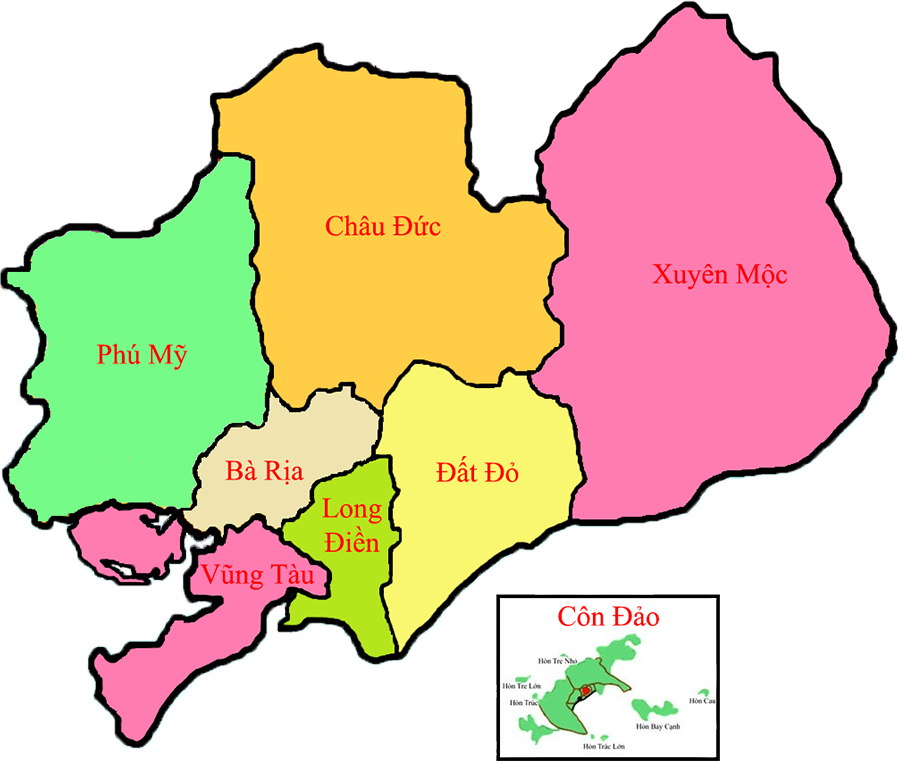 Châu Đức
Xuyên Mộc
Phú Mỹ
Bà Rịa
Đất Đỏ
Long
Điền
Vũng Tàu
Côn Đảo
Hòn Tre Nhỏ
Hòn Tre Lớn
Hòn Trúc
Hòn Cau
Hòn Bảy Cạnh
Hòn Trác Lớn